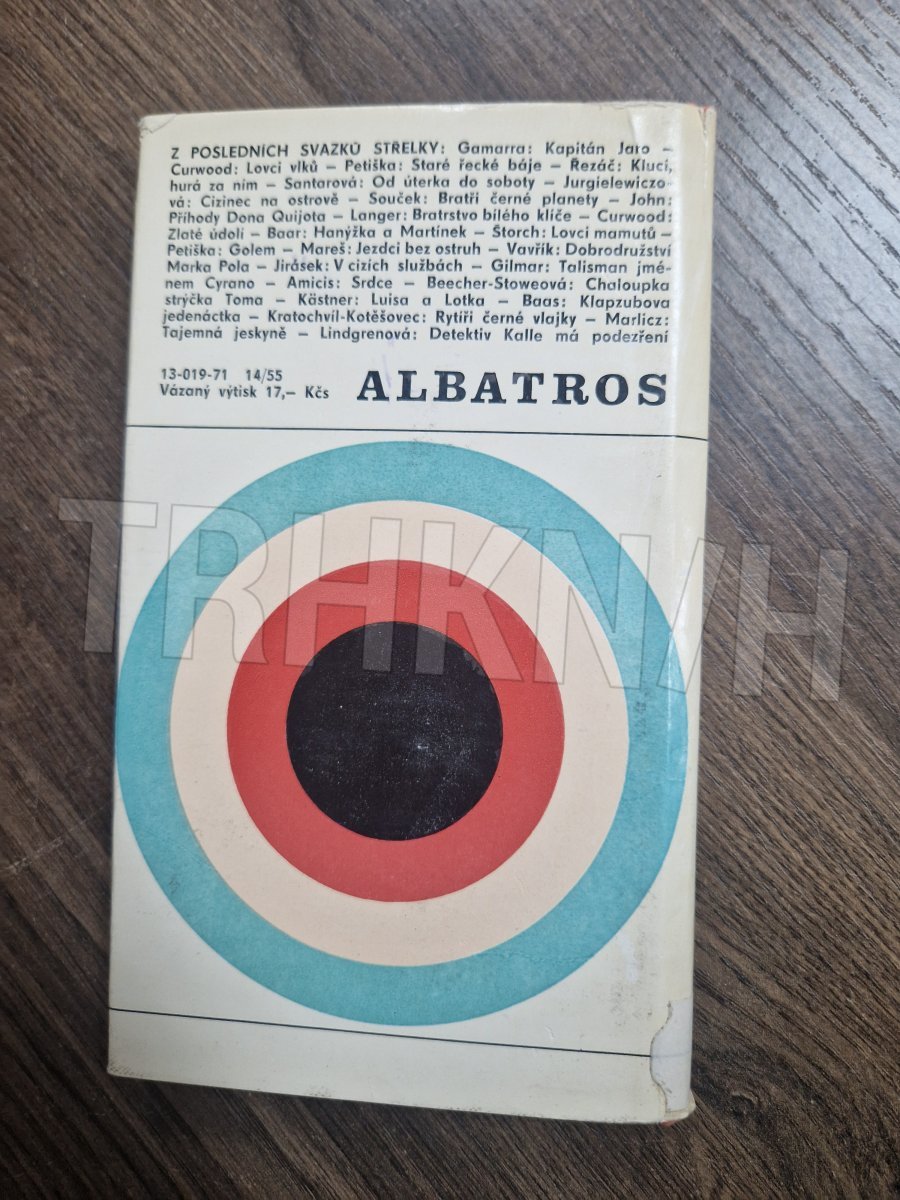 Z POSLEDNÍCH SVAZKŮ STŘELKY: Gamarra: Kapitán Jaro –
Curwood: Lovci vlků – Petiška: Staré řecké báje – Řezáč: Kluci,
hurá za ním – Santarová: Od úterka do soboty – Jurgielewiczo-
vá: Cizinec na ostrově – Souček: Bratři černé planety – John:
Příhody Dona Quijota – Langer: Bratrstvo bílého klíče – Curwood:
Zlaté údolí – Baar: Hanýžka a Martínek – Štorch: Lovci mamutů –
Petiška: Golem – Mareš: Jezdci bez ostruh – Vavřík: Dobrodružství
Marka Pola – Jirásek: V cizích službách – Gilmar: Talisman jmé-
nem Cyrano – Amicis: Srdce – Beecher-Stoweová: Chaloupka
strýčka Toma – Kästner: Luisa a Lotka – Baas: Klapzubova
jedenáctka – Kratochvíl-Kotěšovec: Rytíři černé vlajky – Marlicz:
Tajemná jeskyně – Lindgrenová: Detektiv Kalle má podezření
13-019-71 14/55
Vázaný výtisk 17,– Kčs
ALBATROS
TRHKNIH